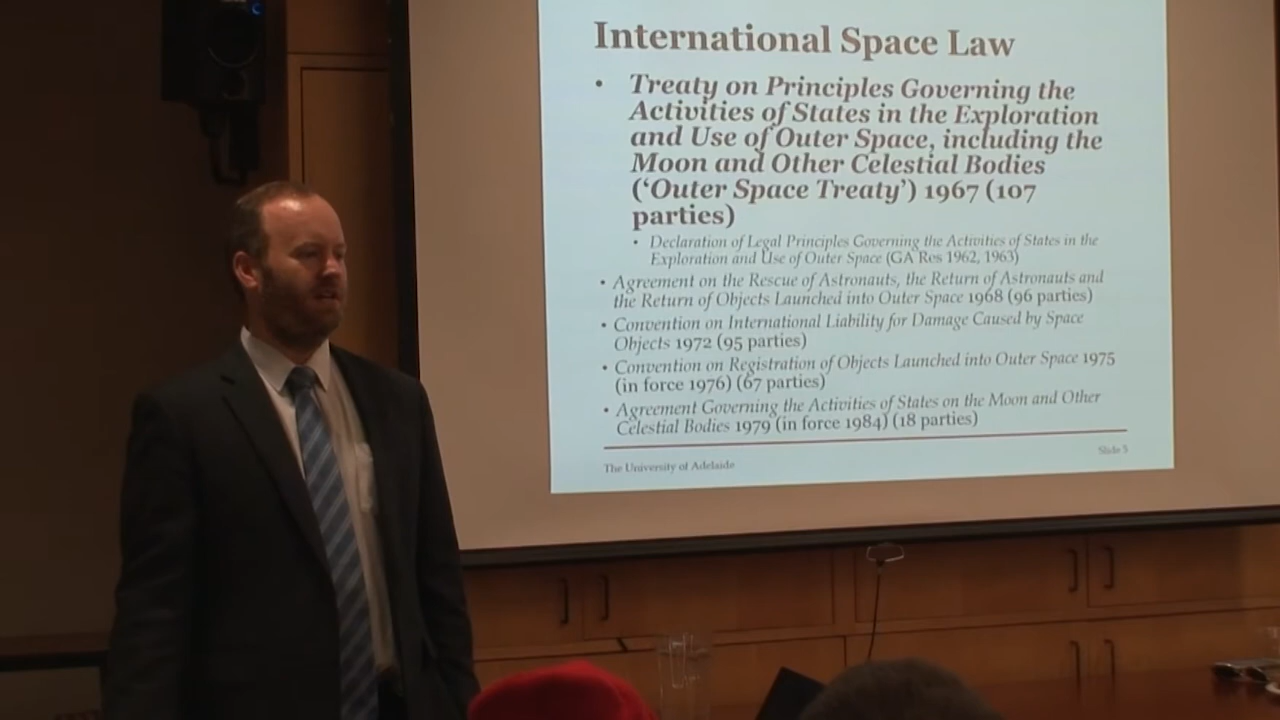 International Space Law
• Treaty on Principles Governing the
Activities of States in the Exploration
and Use of Outer Space, including the
Moon and Other Celestial Bodies
(‘Outer Space Treaty’) 1967 (107
parties)
• Declaration of Legal Principles Governing the Activities of States in the
Exploration and Use of Outer Space (GA Res 1962, 1963)
• Agreement on the Rescue of Astronauts, the Return of Astronauts and
the Return of Objects Launched into Outer Space 1968 (96 parties)
• Convention on International Liability for Damage Caused by Space
Objects 1972 (95 parties)
• Convention on Registration of Objects Launched into Outer Space 1975
(in force 1976) (67 parties)
• Agreement Governing the Activities of States on the Moon and Other
Celestial Bodies 1979 (in force 1984) (18 parties)
The University of Adelaide
Slide